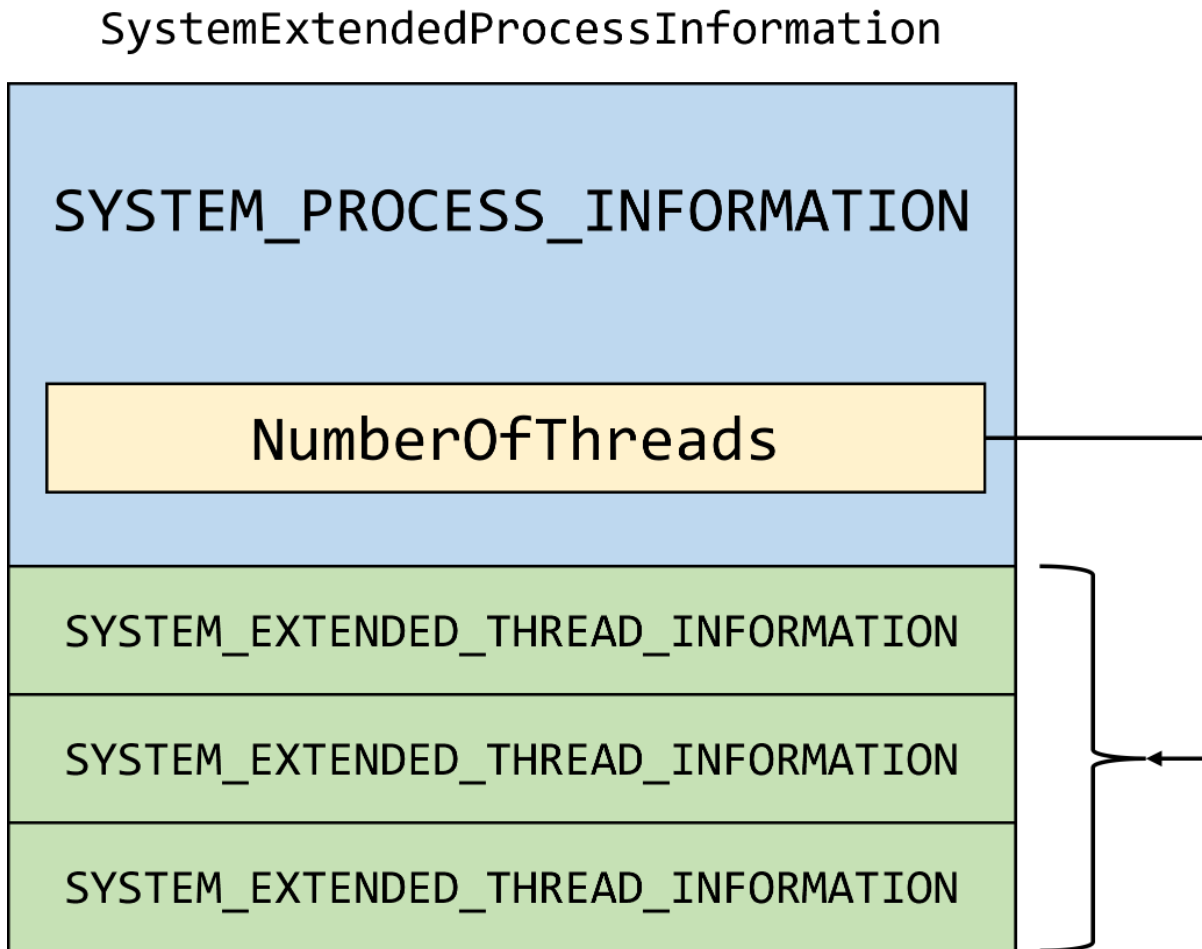 SystemExtendedProcessInformation
SYSTEM_PROCESS_INFORMATION
NumberOfThreads
SYSTEM_EXTENDED_THREAD_INFORMATION
SYSTEM_EXTENDED_THREAD_INFORMATION
SYSTEM_EXTENDED_THREAD_INFORMATION